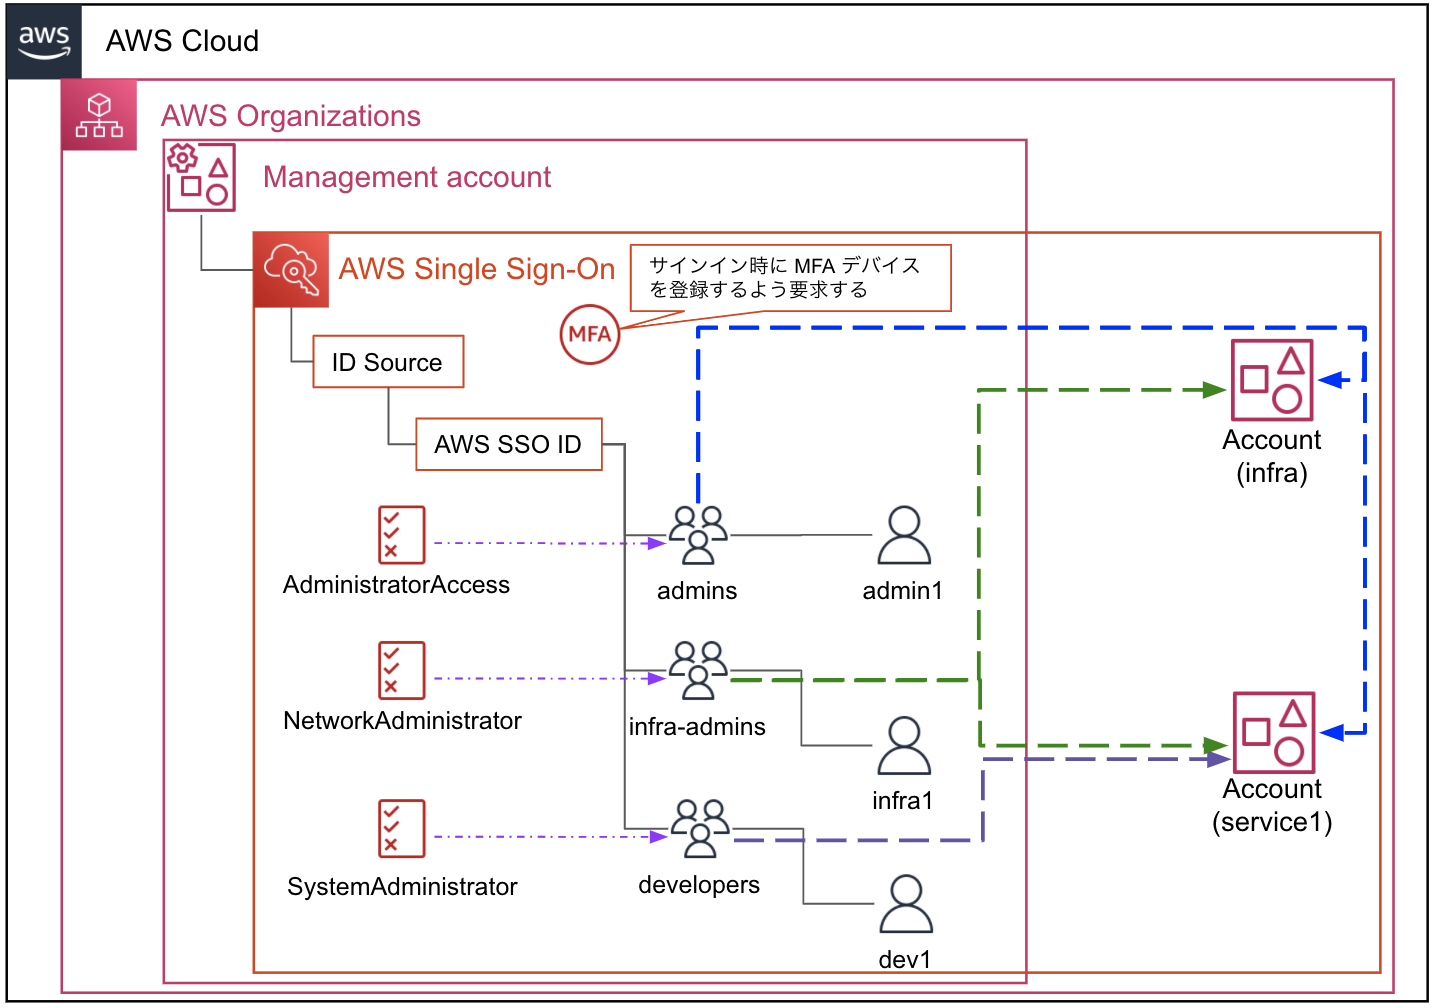 aws
AWS Cloud
AWS Organizations
Management account
AWS Single Sign-On
サインイン時に MFA デバイス
を登録するよう要求する
MFA
ID Source
AWS SSO ID
Account
(infra)
AdministratorAccess
admins
admin1
NetworkAdministrator
infra-admins
infra1
Account
(service1)
SystemAdministrator
developers
dev1